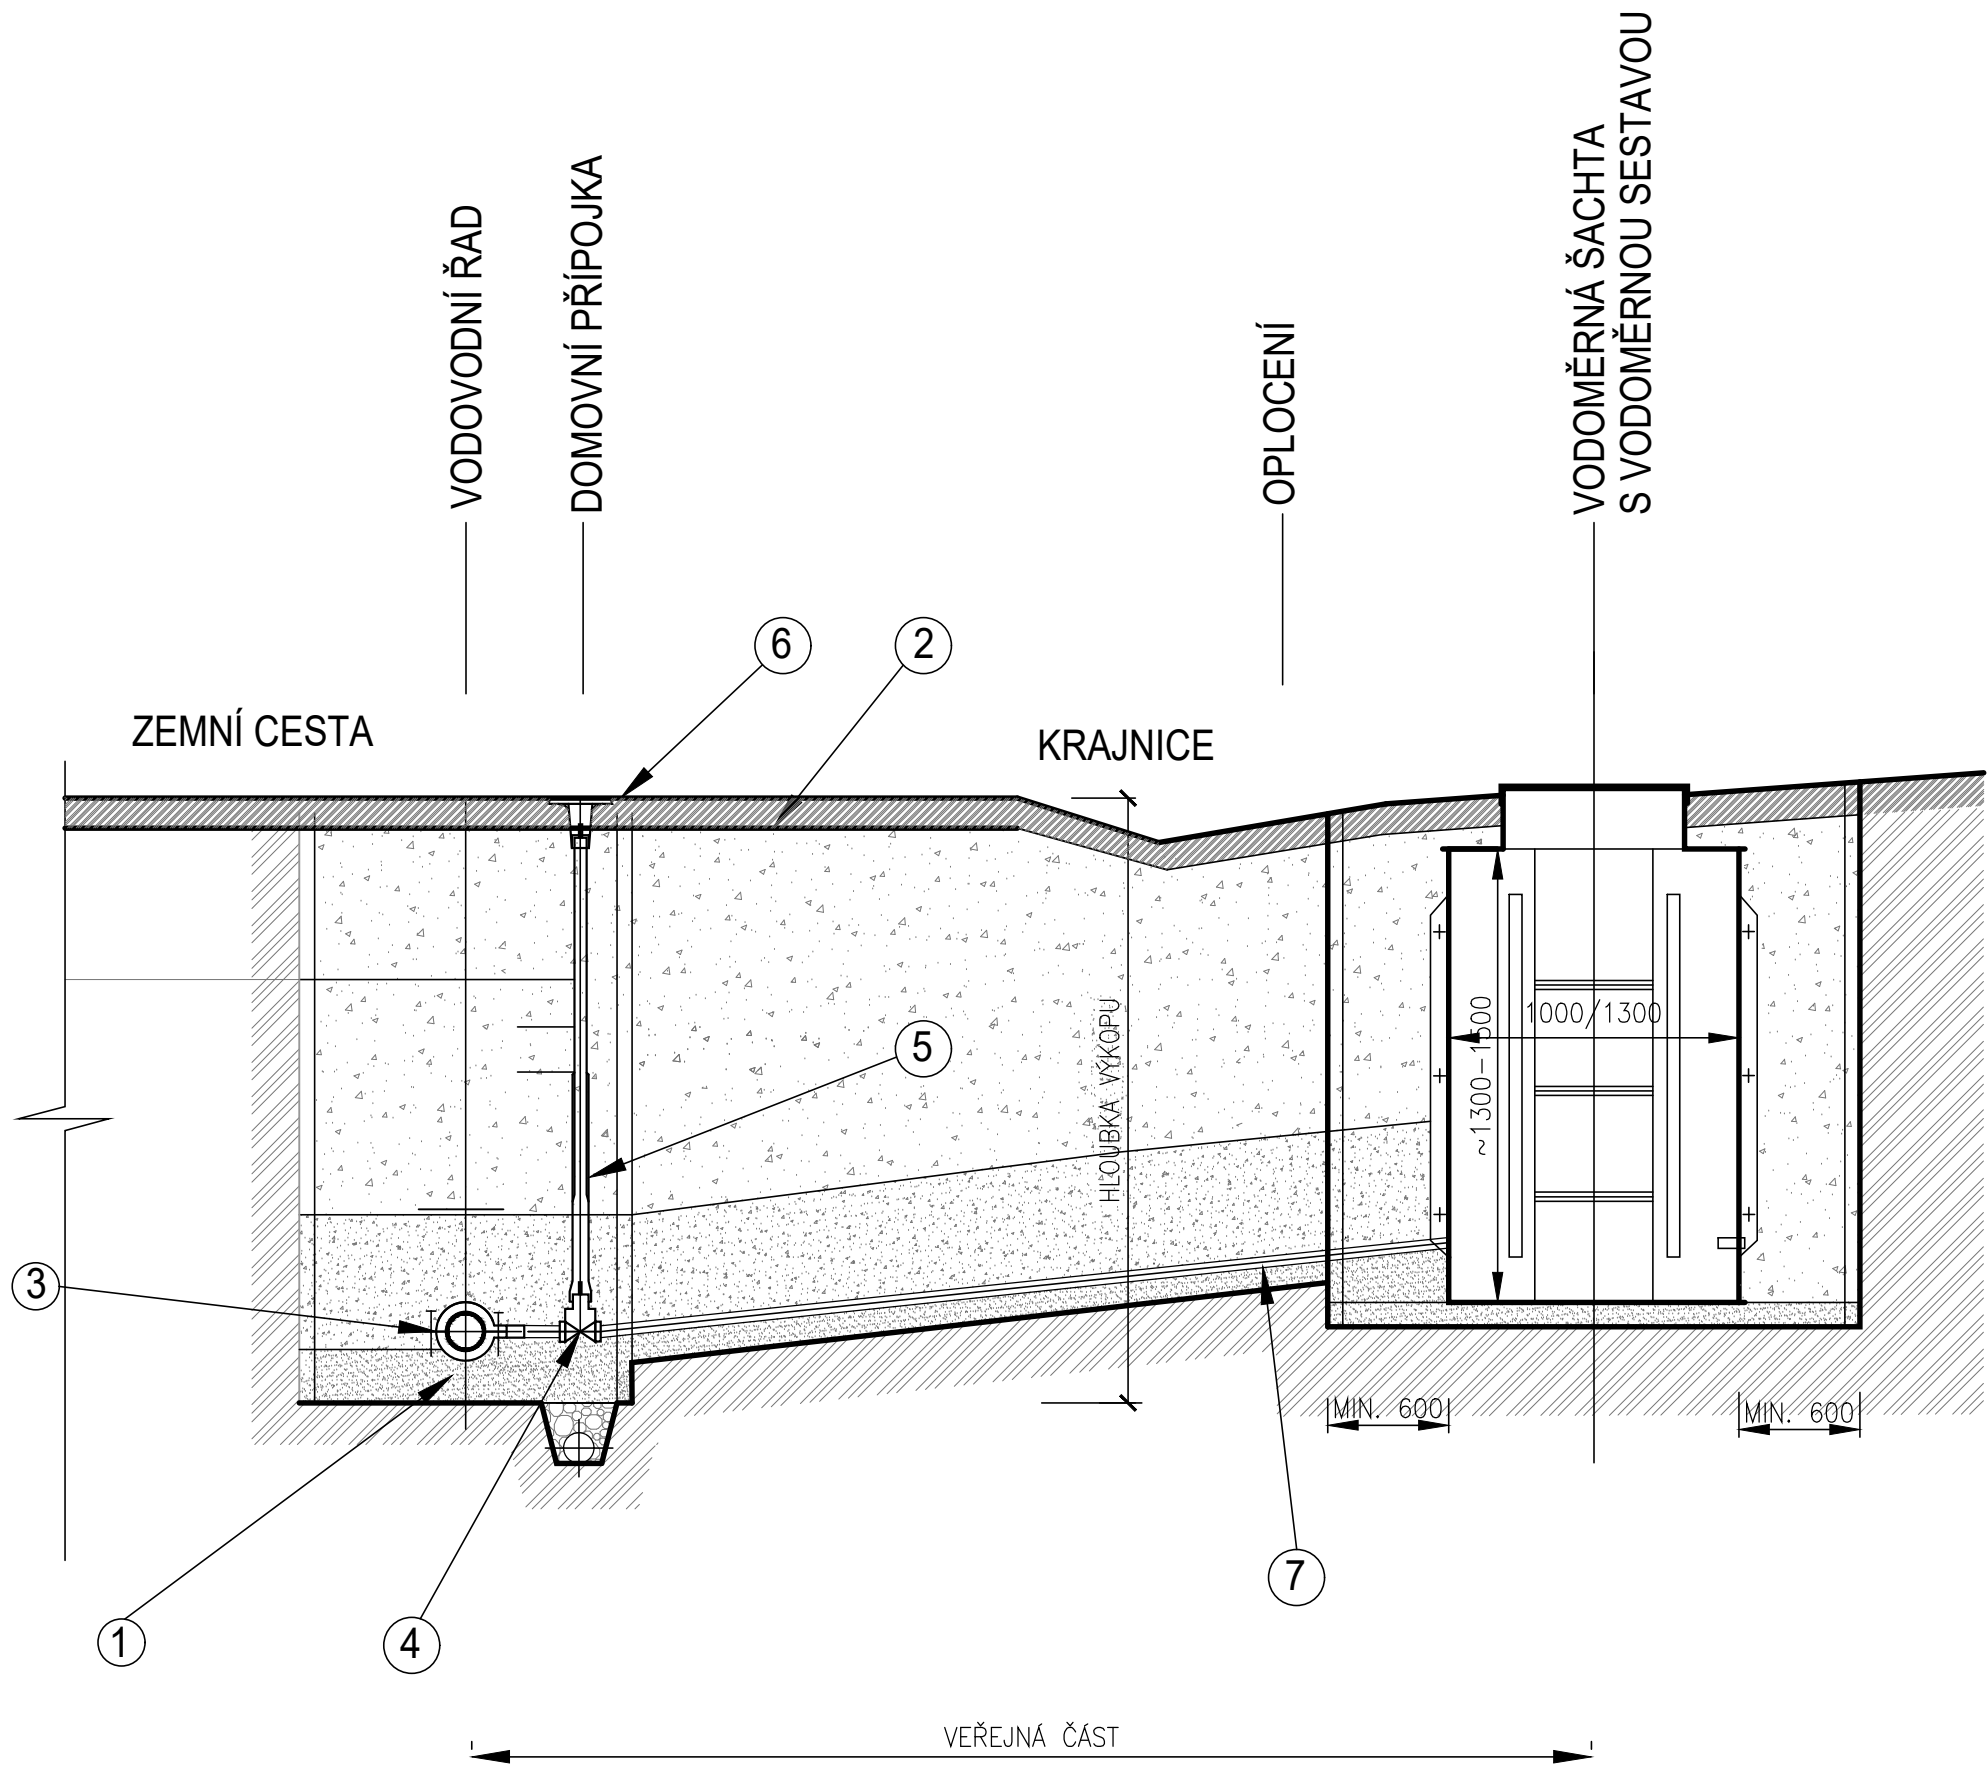 VODOVODNÍ ŘAD
DOMOVNÍ PŘÍPOJKA
OPLOCENÍ
VODOMĚRNÁ ŠACHTA
S VODOMĚRNOU SESTAVOU
6
2
ZEMNÍ CESTA
KRAJNICE
5
HLOUBKA VÝKOPU
~1300-1500
1000/1300
3
MIN. 600
MIN. 600
7
1
4
VEŘEJNÁ ČÁST